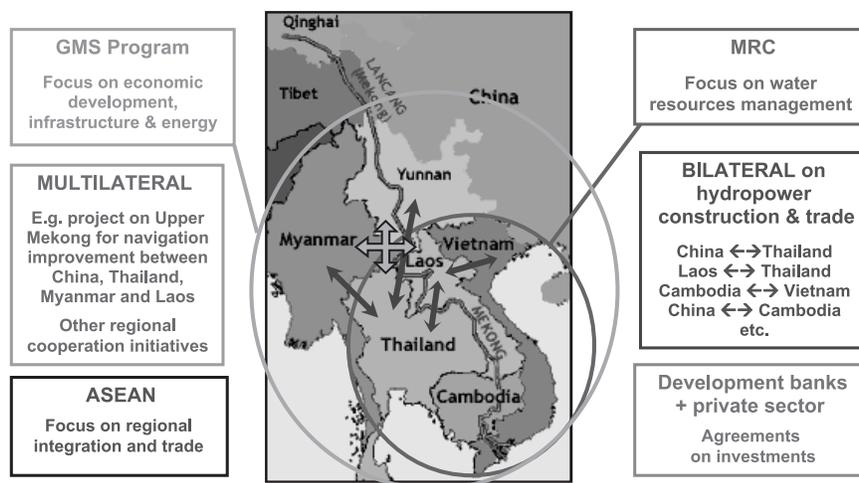 GMS Program
Focus on economic
development,
infrastructure & energy
MULTILATERAL
E.g. project on Upper
Mekong for navigation
improvement between
China, Thailand,
Myanmar and Laos
Other regional
cooperation initiatives
ASEAN
Focus on regional
integration and trade
Qinghai
LANCANG
(Mekong)
Tibet
China
Yunnan
Myanmar
Vietnam
Laos
MEKONG
Thailand
Cambodia
MRC
Focus on water
resources management
BILATERAL on
hydropower
construction & trade
China ←→Thailand
Laos ←→ Thailand
Cambodia ←→ Vietnam
China ←→ Cambodia
etc.
Development banks
+ private sector
Agreements
on investments